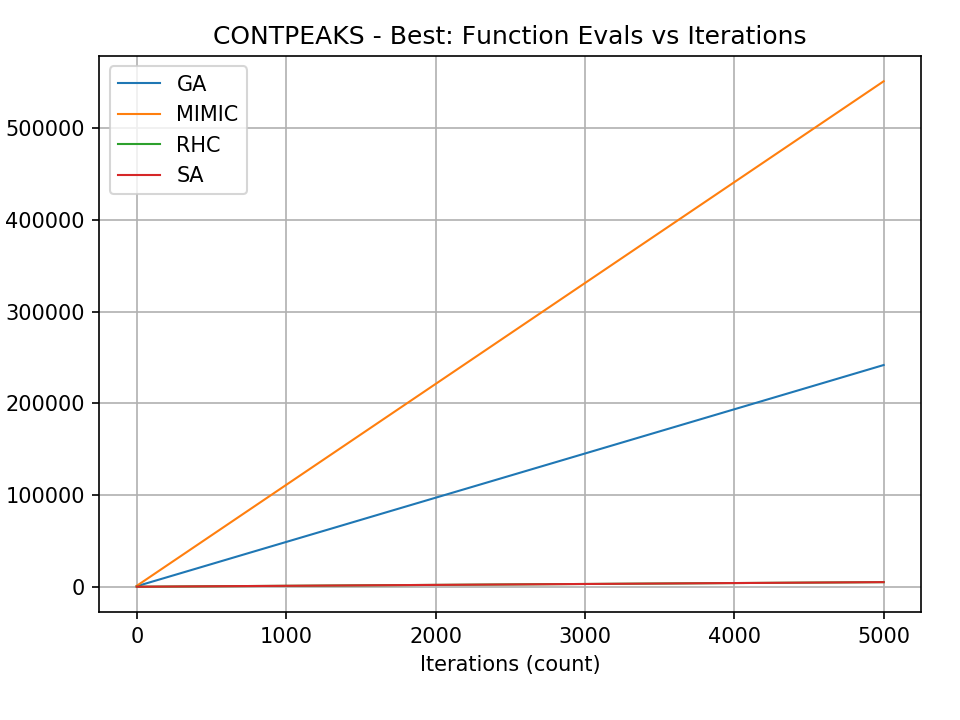 CONTPEAKS - Best: Function Evals vs Iterations
GA
MIMIC
RHC
SA
500000
400000
300000
200000
100000
0
0 1000 2000 3000 4000 5000
Iterations (count)